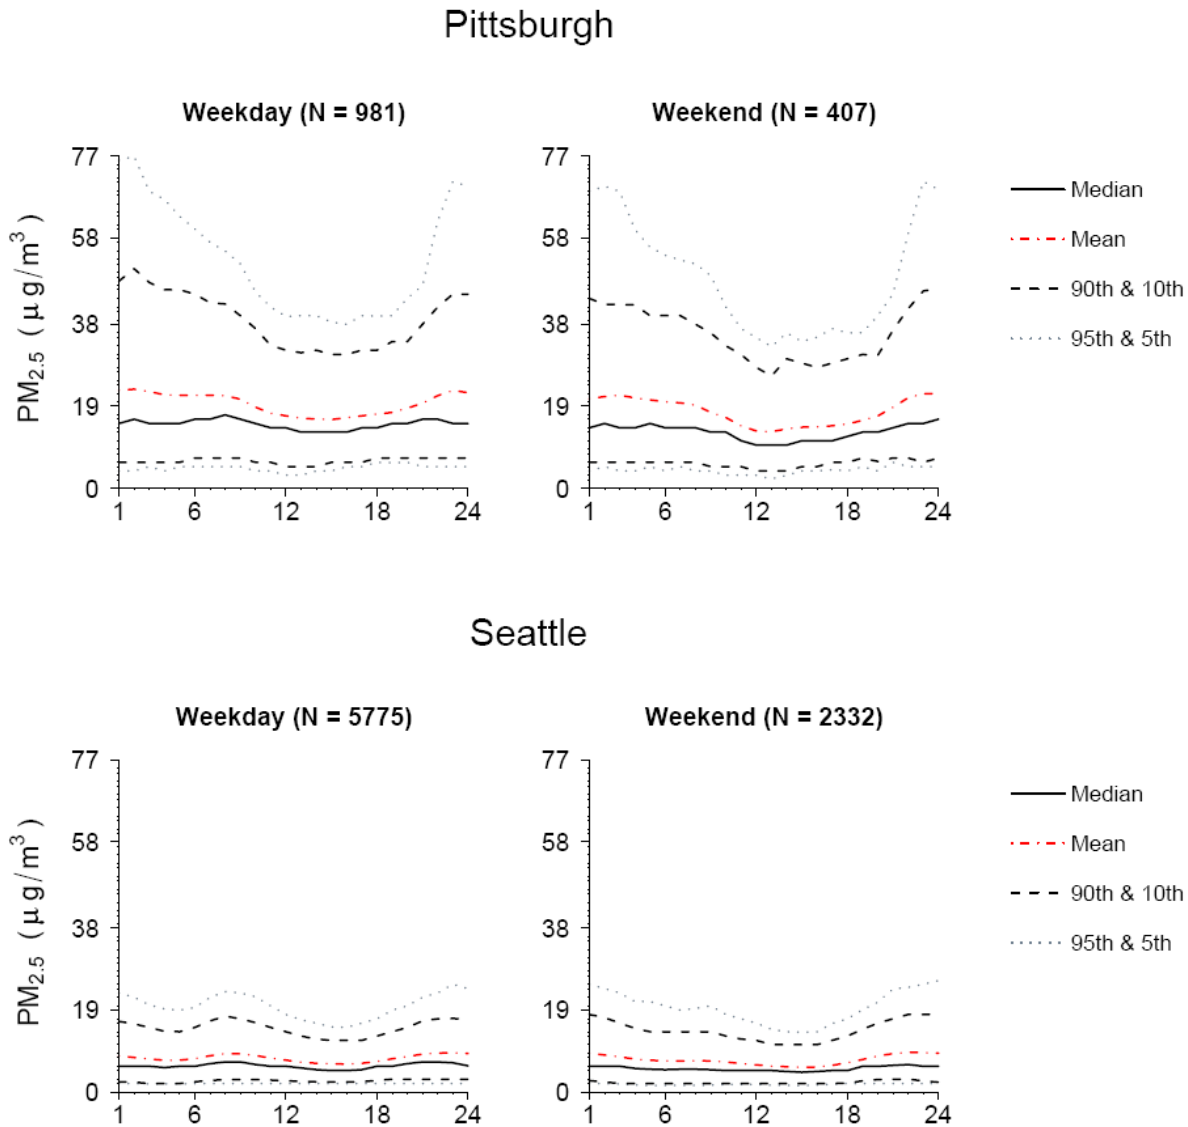 Pittsburgh
Weekday (N = 981)
Weekend (N = 407)
77
58
38
19
0
PM2.5 ( μg/m³ )
1 6 12 18 24
77
58
38
19
0
1 6 12 18 24
Median
Mean
90th & 10th
95th & 5th
Seattle
Weekday (N = 5775)
Weekend (N = 2332)
77
58
38
19
0
PM2.5 ( μg/m³ )
1 6 12 18 24
77
58
38
19
0
1 6 12 18 24
Median
Mean
90th & 10th
95th & 5th